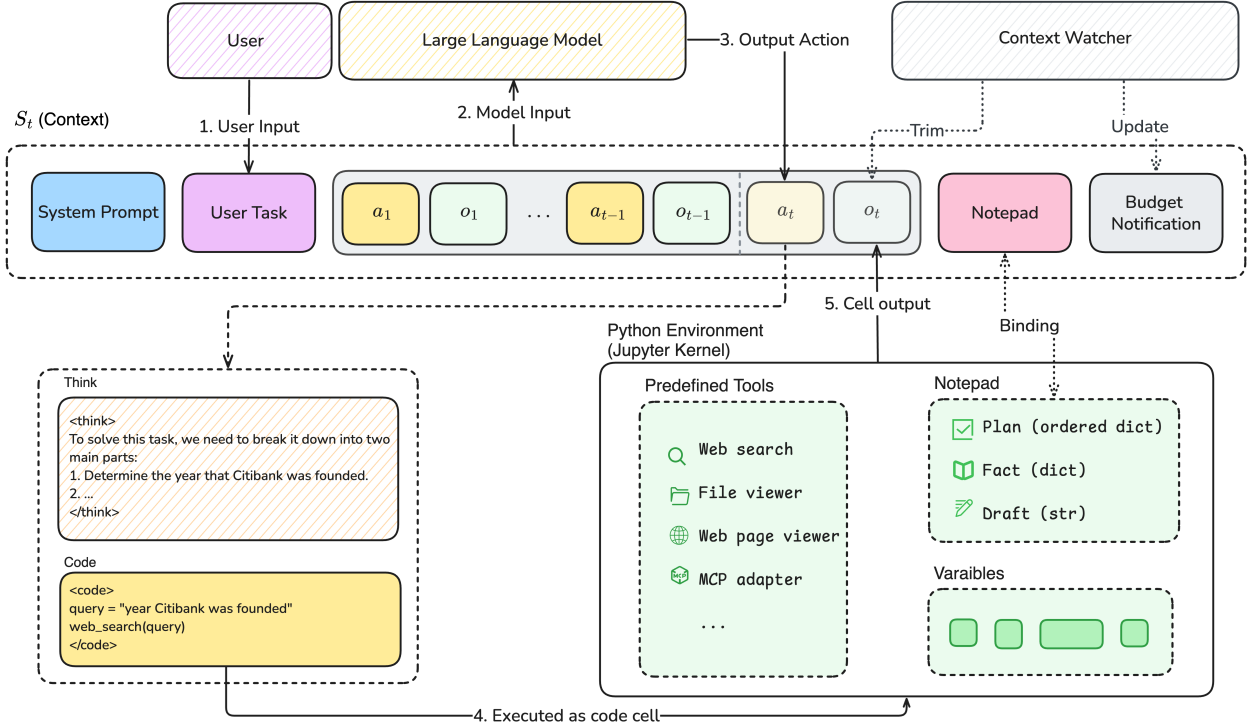 User
Large Language Model
3. Output Action
Context Watcher
S_t (Context)
1. User Input
2. Model Input
Trim
Update
System Prompt
User Task
a_1
o_1
...
a_{t-1}
o_{t-1}
a_t
o_t
Notepad
Budget
Notification
5. Cell output
Binding
Python Environment
(Jupyter Kernel)
Think
<think>
To solve this task, we need to break it down into two
main parts:
1. Determine the year that Citibank was founded.
2. ...
</think>
Code
<code>
query = "year Citibank was founded"
web_search(query)
</code>
Predefined Tools
Web search
File viewer
Web page viewer
MCP
MCP adapter
...
Notepad
Plan (ordered dict)
Fact (dict)
Draft (str)
Varaibles
4. Executed as code cell